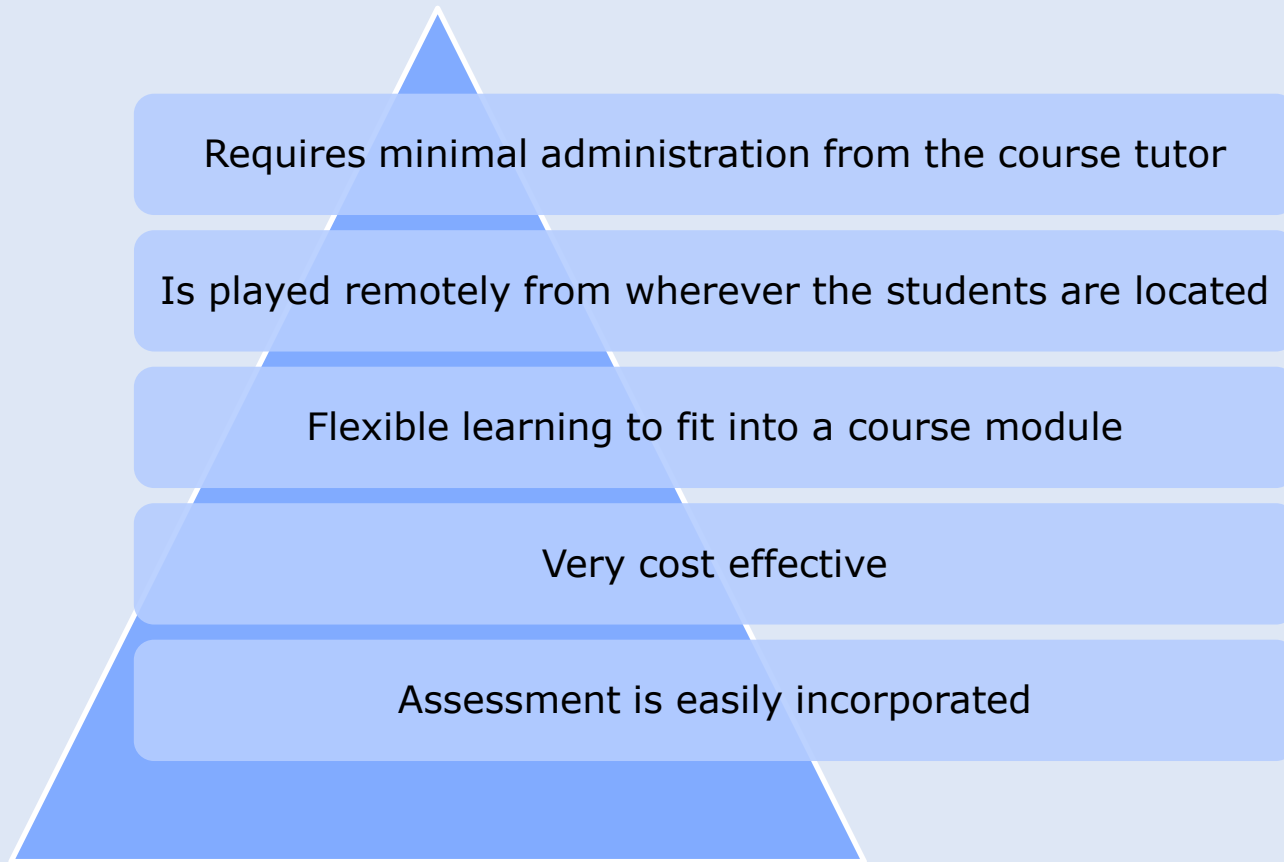 Requires minimal administration from the course tutor
Is played remotely from wherever the students are located
Flexible learning to fit into a course module
Very cost effective
Assessment is easily incorporated